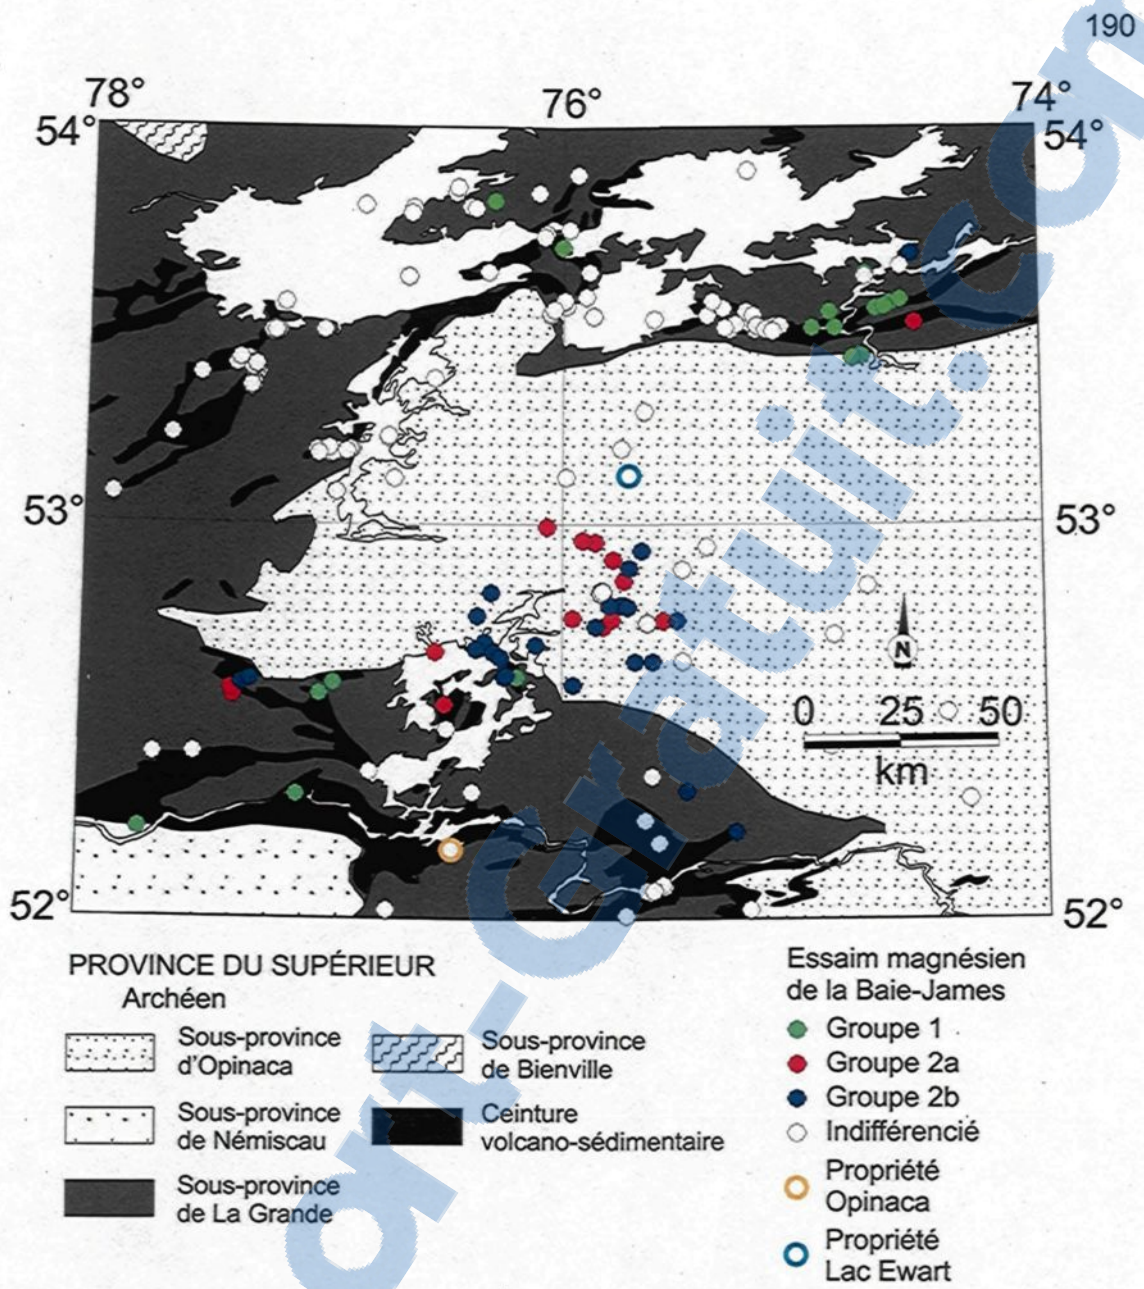 190
78°
76°
74°
54°
54°
53°
53°
N
0 25 50
km
52°
52°
PROVINCE DU SUPÉRIEUR
Archéen
Sous-province
d'Opinaca
Sous-province
de Némiscau
Sous-province
de La Grande
Sous-province
de Bienville
Ceinture
volcano-sédimentaire
Essaim magnésien
de la Baie-James
Groupe 1
Groupe 2a
Groupe 2b
Indifférencié
Propriété
Opinaca
Propriété
Lac Ewart